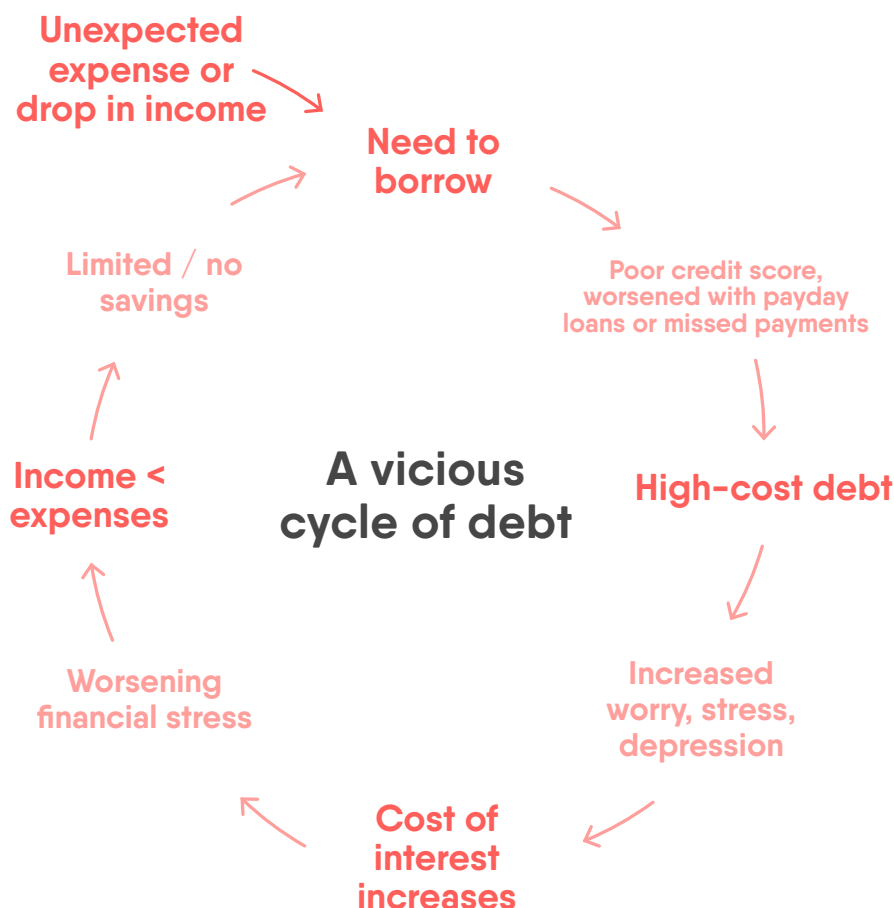 Unexpected
expense or
drop in income
Need to
borrow
Poor credit score,
worsened with payday
loans or missed payments
High-cost debt
Increased
worry, stress,
depression
Cost of
interest
increases
Worsening
financial stress
Income <
expenses
Limited / no
savings
A vicious
cycle of debt